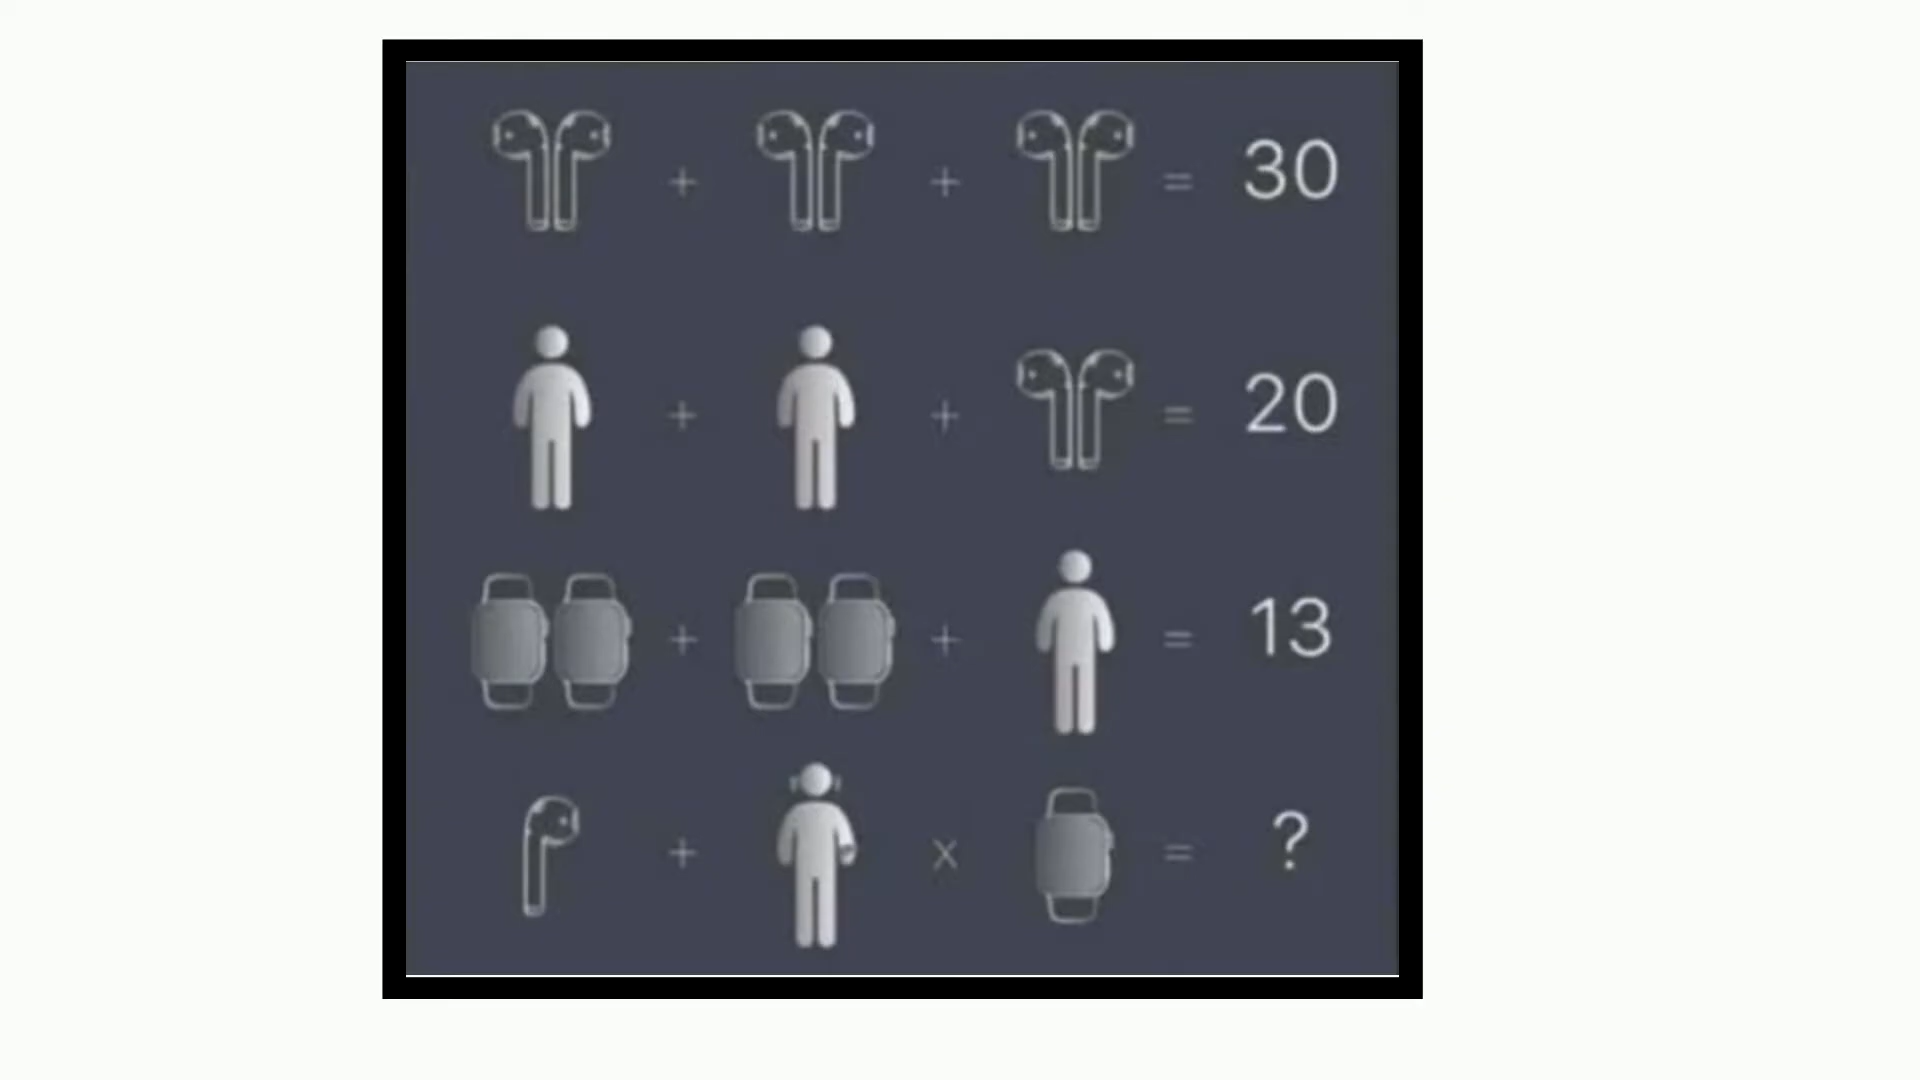 + + = 30
+ + = 20
+ + = 13
+ x = ?